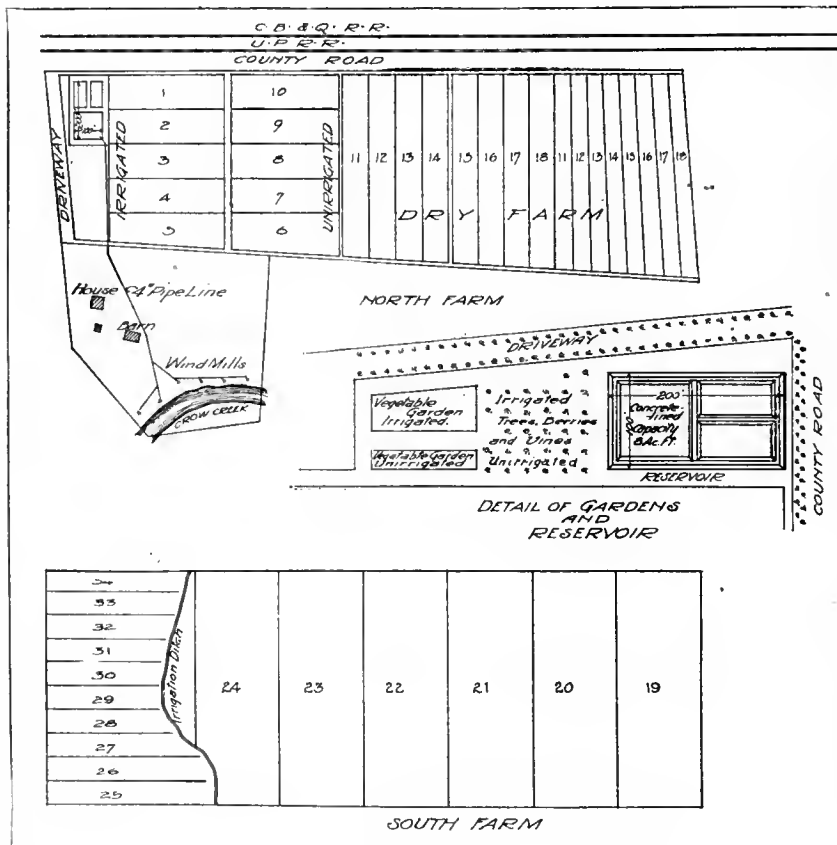 C. B. & Q. R. R.
U. P. R. R.
COUNTY ROAD
DRIVEWAY
IRRIGATED
1
2
3
4
5
10
9
8
7
6
UNIRRIGATED
11 12 13 14 15 16 17 18 11 12 13 14 15 16 17 18
DRY FARM
House
4" Pipe Line
Barn
Wind Mills
CROW CREEK
NORTH FARM
DRIVEWAY
COUNTY ROAD
Vegetable
Garden
Irrigated.
Vegetable Garden
Unirrigated
Irrigated
Trees, Berries
and Vines
Unirrigated
200
Concrete-
lined
Capacity
8 Ac. Ft.
RESERVOIR
DETAIL OF GARDENS
AND
RESERVOIR
34
33
32
31
30
29
28
27
26
25
Irrigation Ditch
24 23 22 21 20 19
SOUTH FARM